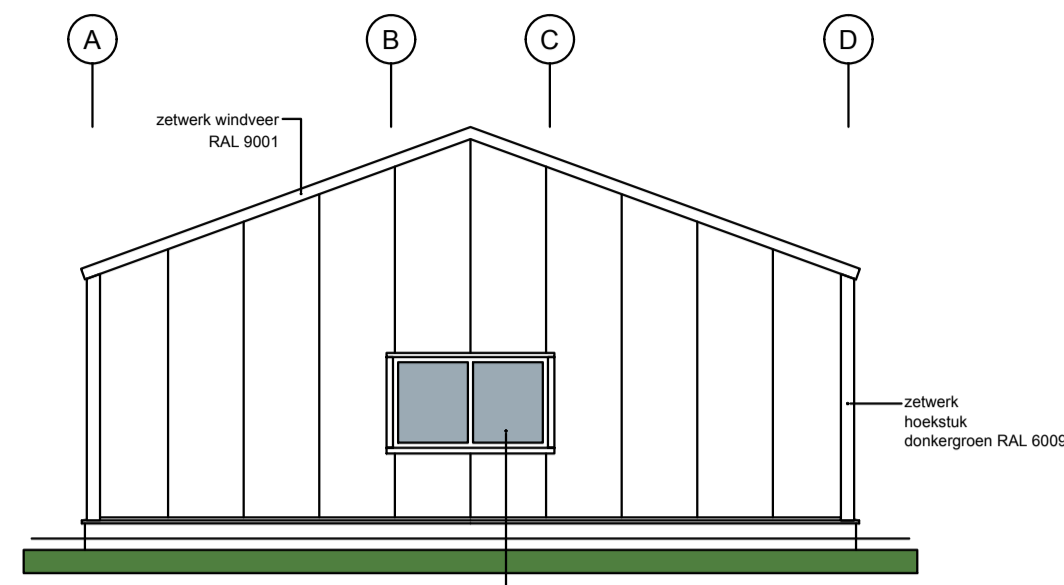 A
B
C
D
zetwerk windveer
RAL 9001
zetwerk
hoekstuk
donkergroen RAL 6009